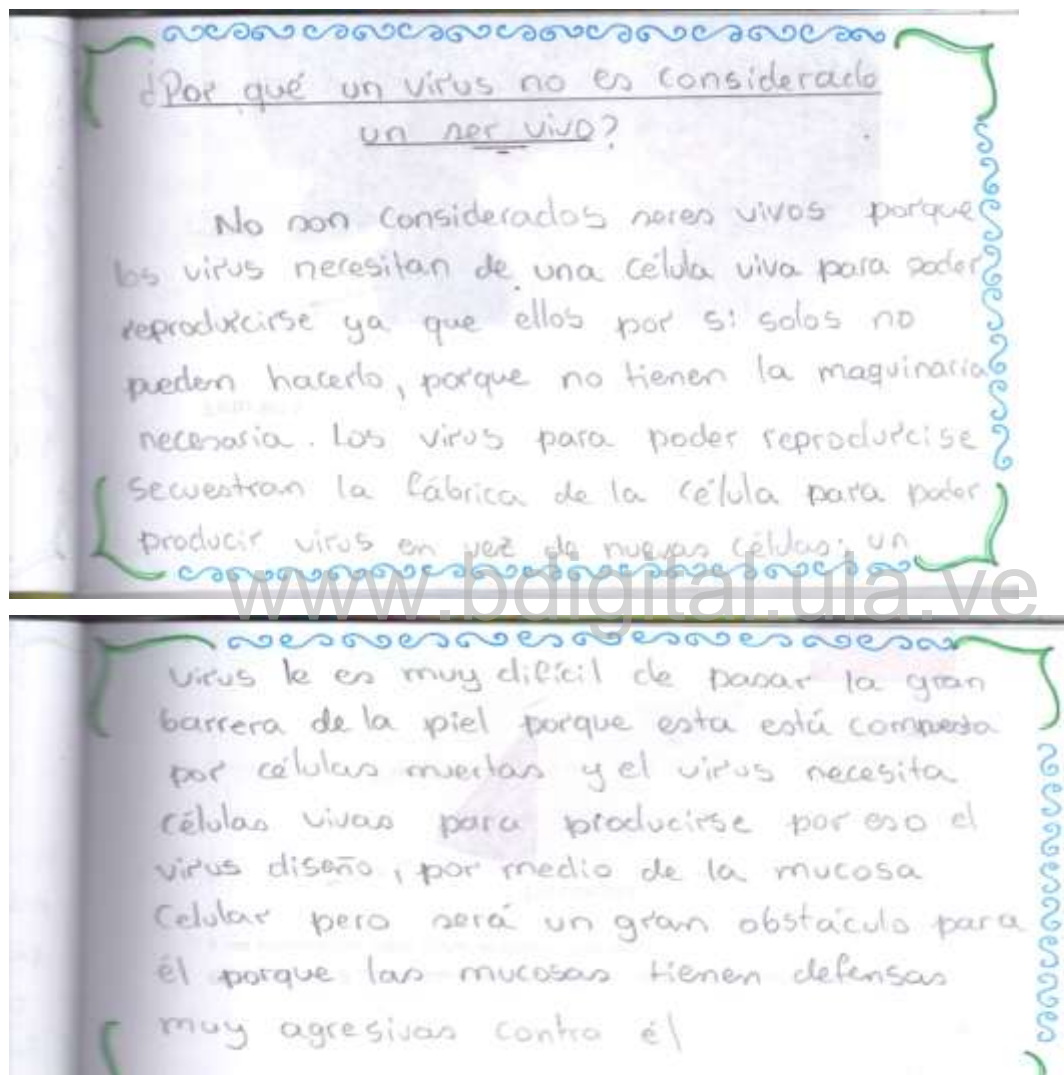 ¿Por qué un virus no es considerado
un ser vivo?
No son considerados seres vivos porque
los virus necesitan de una célula viva para poder
reproducirse ya que ellos por si solos no
pueden hacerlo, porque no tienen la maquinaria
necesaria. Los virus para poder reproducirse
secuestran la fábrica de la célula para poder
producir virus en vez de nuevas células; un
www.bdigital.ula.ve
virus le es muy difícil de pasar la gran
barrera de la piel porque esta está compuesta
por células muertas y el virus necesita
células vivas para producirse por eso el
virus diseño, por medio de la mucosa
Celular pero será un gran obstáculo para
él porque las mucosas tienen defensas
muy agresivas contra él